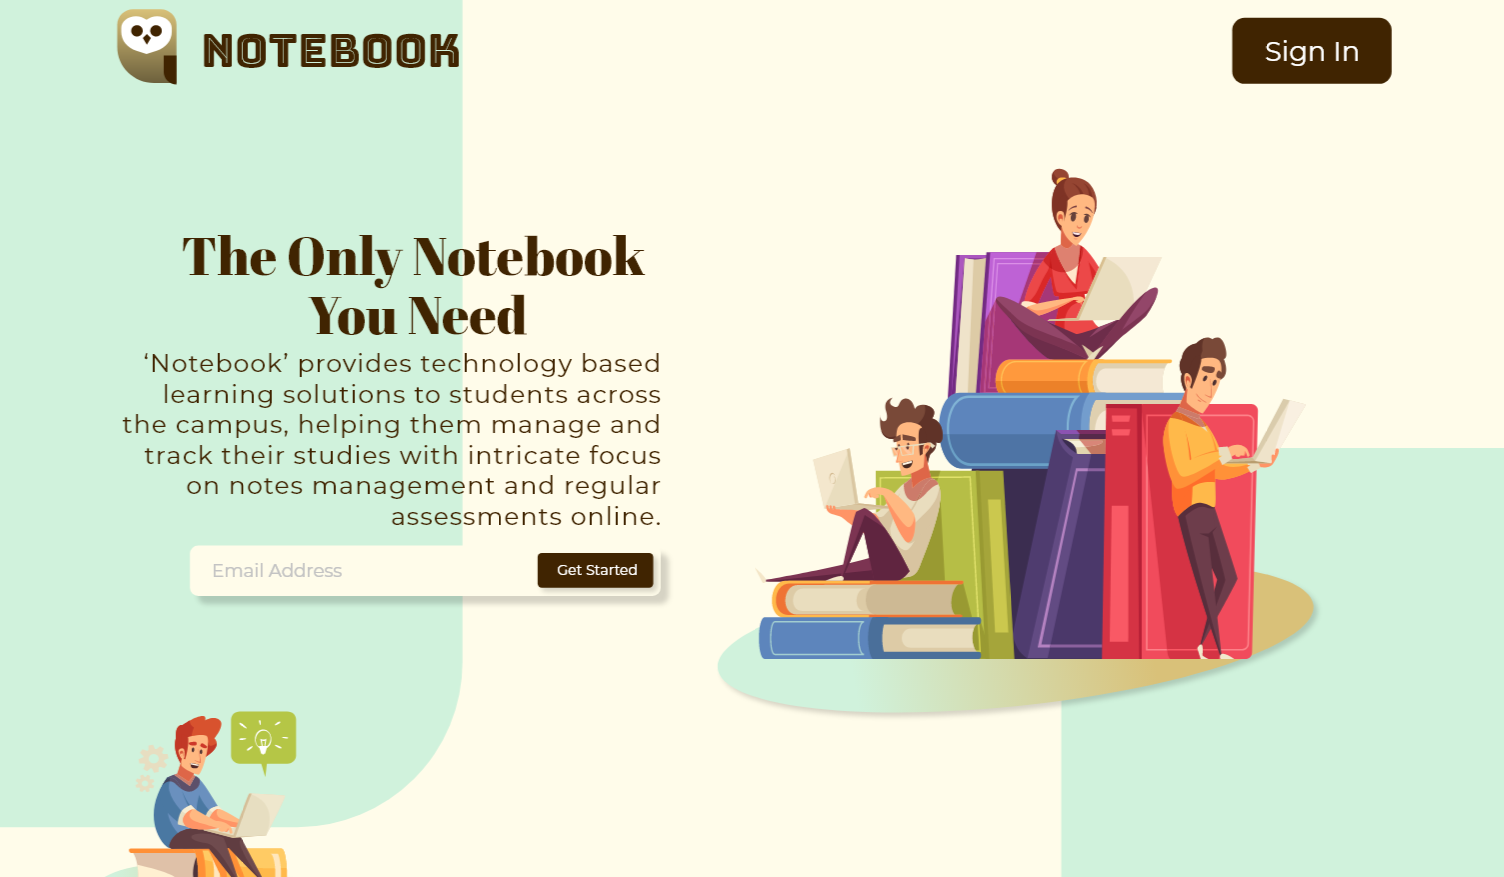 NOTEBOOK
Sign In
The Only Notebook
You Need
‘Notebook’ provides technology based
learning solutions to students across
the campus, helping them manage and
track their studies with intricate focus
on notes management and regular
assessments online.
Email Address
Get Started